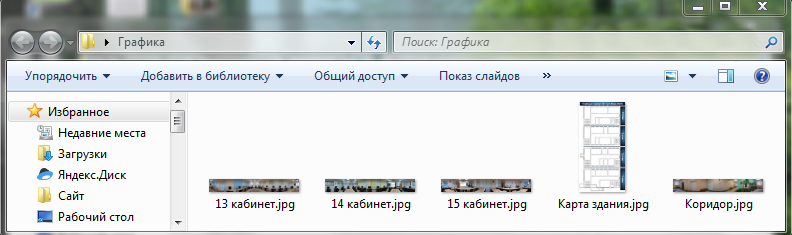 Графика
Поиск: Графика
Упорядочить Добавить в библиотеку Общий доступ Показ слайдов »
Избранное
Недавние места
Загрузки
Яндекс.Диск
Сайт
Рабочий стол
13 кабинет.jpg 14 кабинет.jpg 15 кабинет.jpg Карта здания.jpg Коридор.jpg